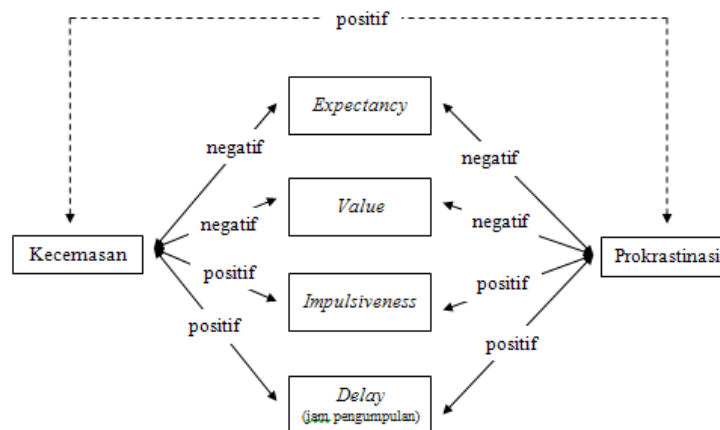 positif
Expectancy
negatif
negatif
Value
negatif
negatif
Kecemasan
Prokrastinasi
positif
positif
Impulsiveness
positif
positif
Delay
(jam pengumpulan)